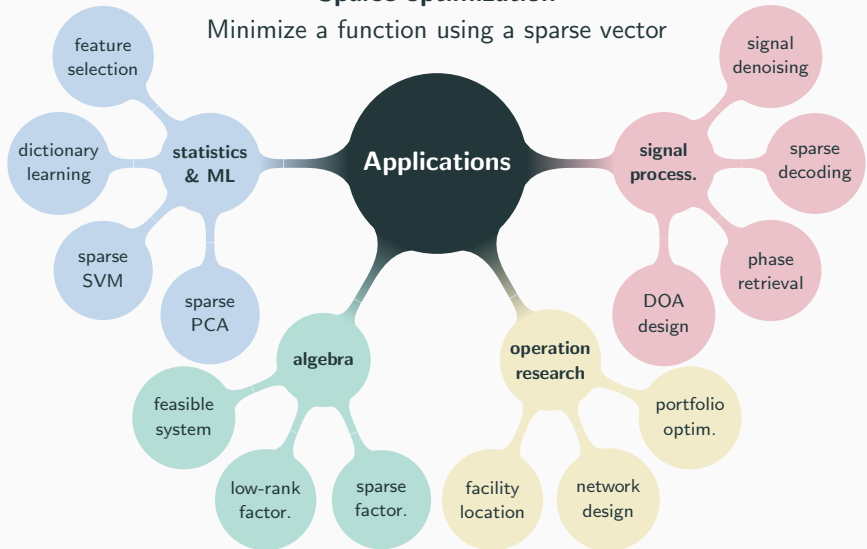 Sparse optimization
Minimize a function using a sparse vector
Applications
statistics
& ML
feature
selection
dictionary
learning
sparse
SVM
sparse
PCA
algebra
feasible
system
low-rank
factor.
sparse
factor.
operation
research
facility
location
network
design
portfolio
optim.
signal
process.
DOA
design
phase
retrieval
sparse
decoding
signal
denoising